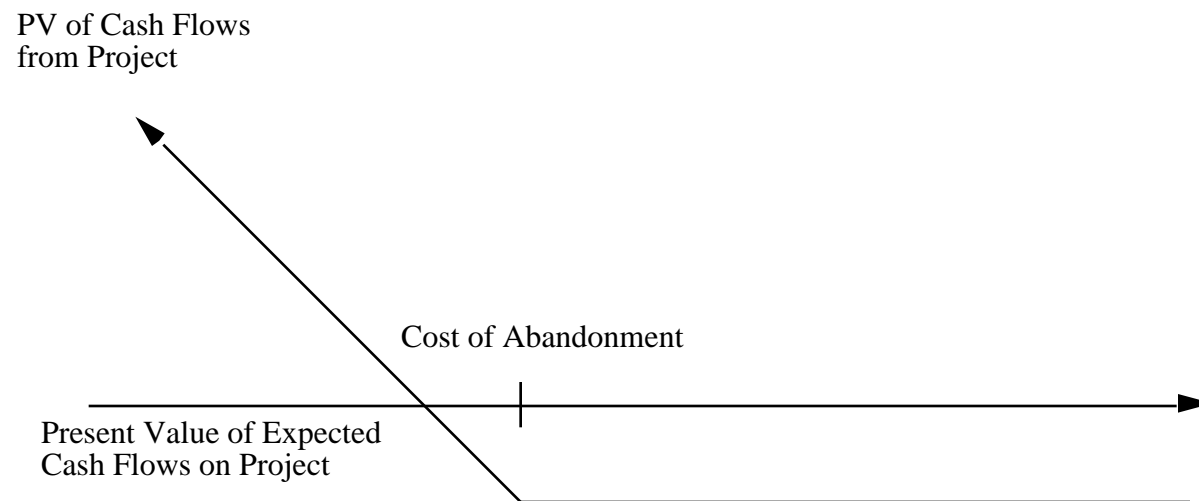 PV of Cash Flows
from Project
Cost of Abandonment
Present Value of Expected
Cash Flows on Project